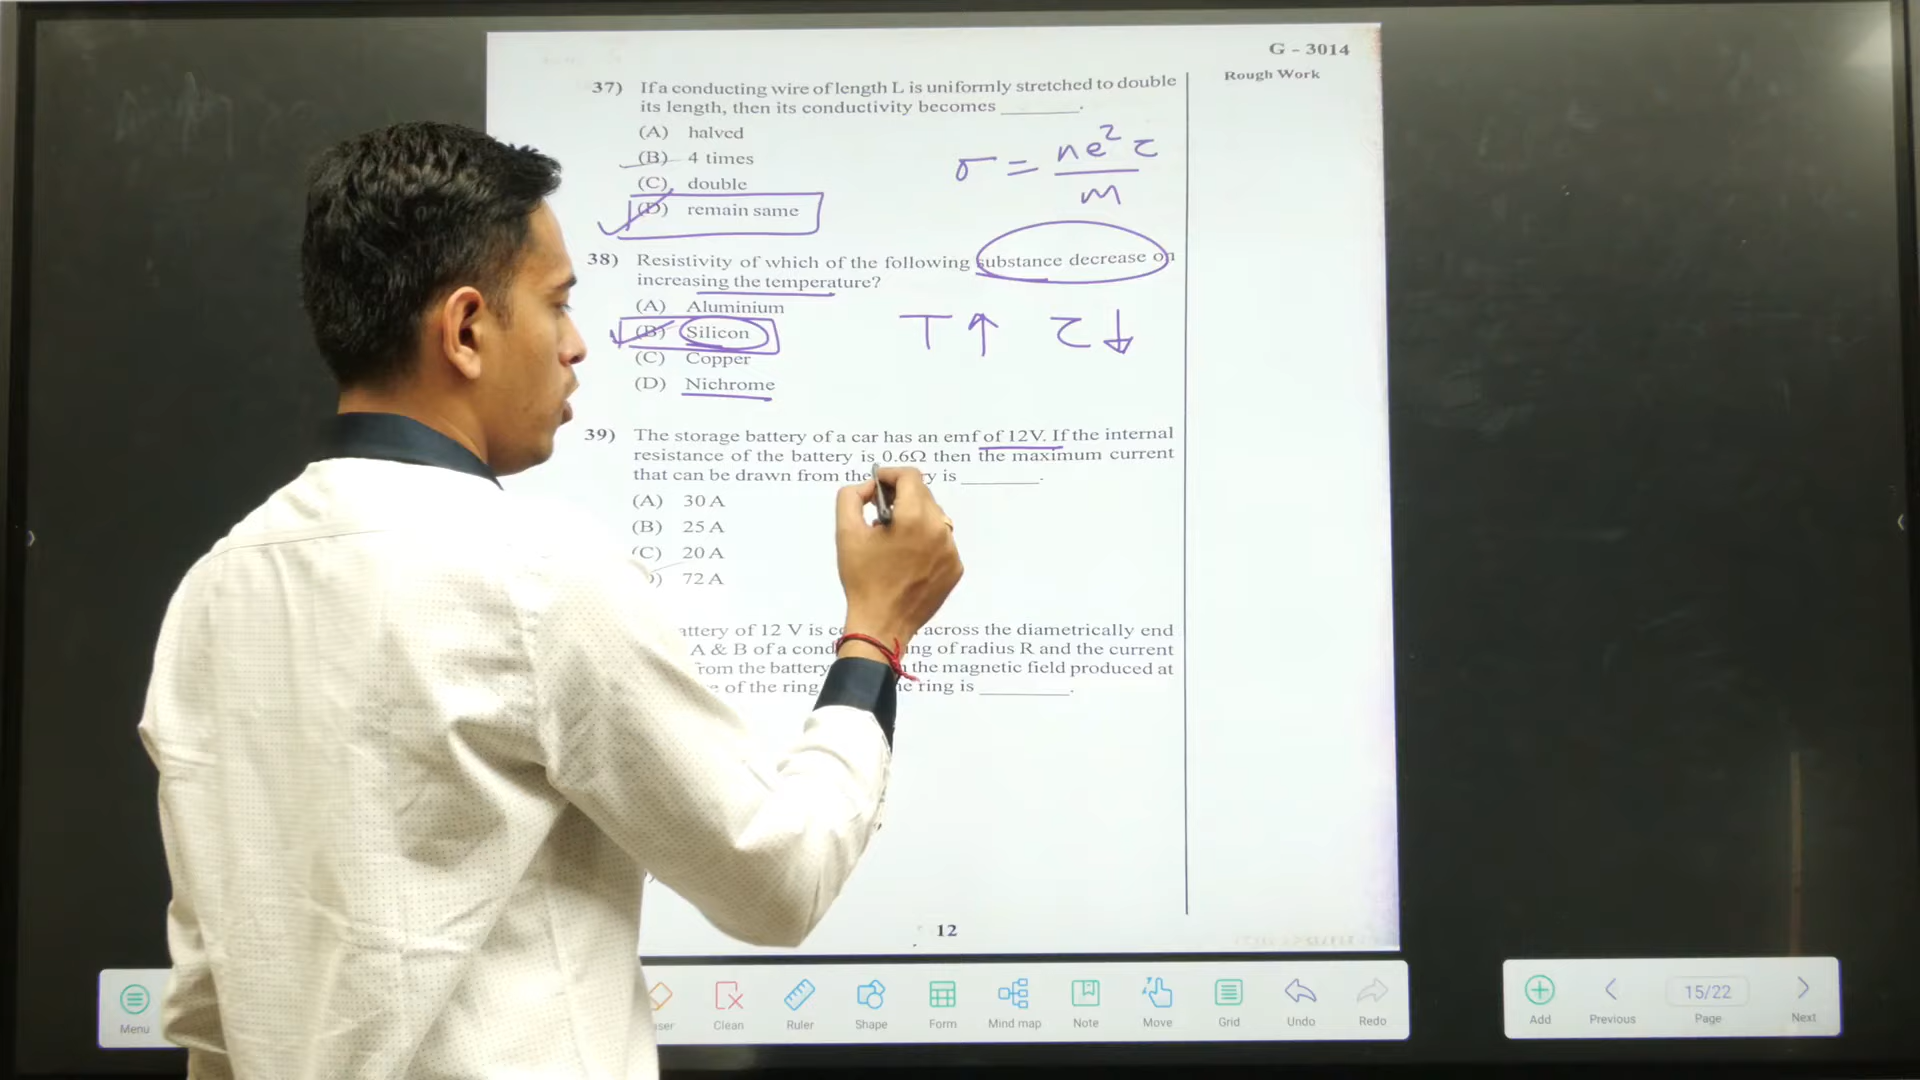 G - 3014
Rough Work
37) If a conducting wire of length L is uniformly stretched to double
its length, then its conductivity becomes ________.
(A) halved
(B) 4 times
(C) double
(D) remain same
σ = ne²τ / m
38) Resistivity of which of the following substance decrease on
increasing the temperature?
(A) Aluminium
(B) Silicon
(C) Copper
(D) Nichrome
T ↑ τ ↓
39) The storage battery of a car has an emf of 12V. If the internal
resistance of the battery is 0.6Ω then the maximum current
that can be drawn from the is ________.
(A) 30 A
(B) 25 A
(C) 20 A
72 A
of 12 V is across the diametrically end
A & B of a of radius R and the current
from the battery the magnetic field produced at
of the ring ring is ________.
12
Menu
Clean
Ruler
Shape
Form
Mind map
Note
Move
Grid
Undo
Redo
Add
Previous
15/22
Page
Next